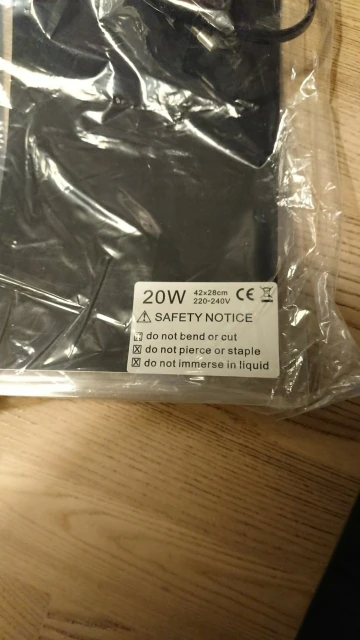 20W 42x28cm
220-240V CE
SAFETY NOTICE
do not bend or cut
do not pierce or staple
do not immerse in liquid